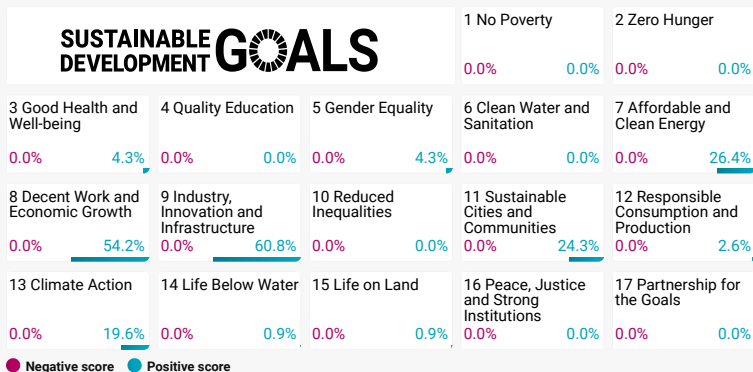 SUSTAINABLE
DEVELOPMENT
GOALS
1 No Poverty
0.0% 0.0%
2 Zero Hunger
0.0% 0.0%
3 Good Health and
Well-being
0.0% 4.3%
4 Quality Education
0.0% 0.0%
5 Gender Equality
0.0% 4.3%
6 Clean Water and
Sanitation
0.0% 0.0%
7 Affordable and
Clean Energy
0.0% 26.4%
8 Decent Work and
Economic Growth
0.0% 54.2%
9 Industry,
Innovation and
Infrastructure
0.0% 60.8%
10 Reduced
Inequalities
0.0% 0.0%
11 Sustainable
Cities and
Communities
0.0% 24.3%
12 Responsible
Consumption and
Production
0.0% 2.6%
13 Climate Action
0.0% 19.6%
14 Life Below Water
0.0% 0.9%
15 Life on Land
0.0% 0.9%
16 Peace, Justice
and Strong
Institutions
0.0% 0.0%
17 Partnership for
the Goals
0.0% 0.0%
Negative score Positive score